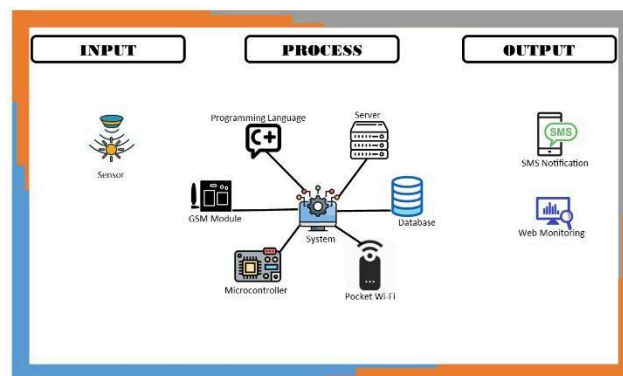 INPUT
PROCESS
OUTPUT
Programming Language
Server
C+
SMS
Sensor
SMS Notification
GSM Module
Database
System
Web Monitoring
Microcontroller
Pocket Wi-Fi